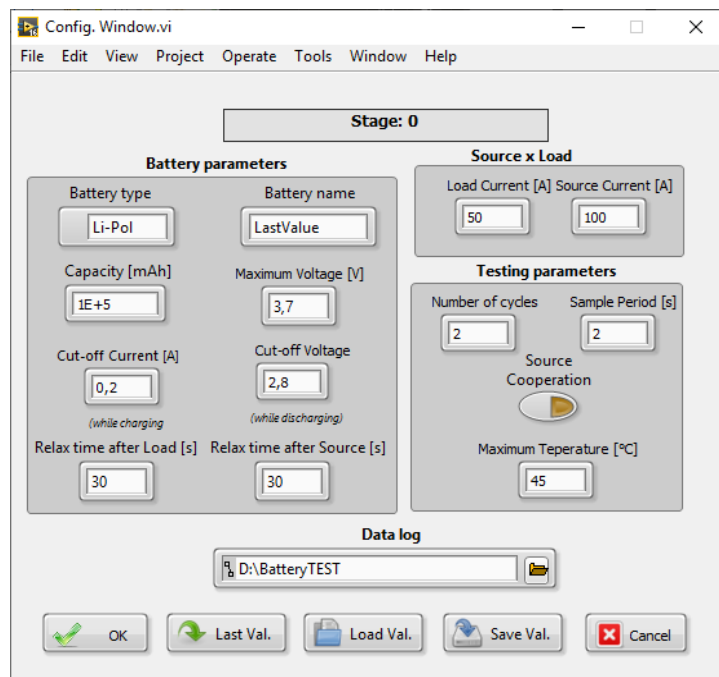 Config. Window.vi
File Edit View Project Operate Tools Window Help
Stage: 0
Battery parameters
Battery type
Battery name
Li-Pol
LastValue
Capacity [mAh]
Maximum Voltage [V]
1E+5
3,7
Cut-off Current [A]
Cut-off Voltage
0,2
2,8
(while charging
(while discharging)
Relax time after Load [s]
Relax time after Source [s]
30
30
Source x Load
Load Current [A]
Source Current [A]
50
100
Testing parameters
Number of cycles
Sample Period [s]
2
2
Source
Cooperation
Maximum Teperature [°C]
45
Data log
D:\BatteryTEST
OK
Last Val.
Load Val.
Save Val.
Cancel